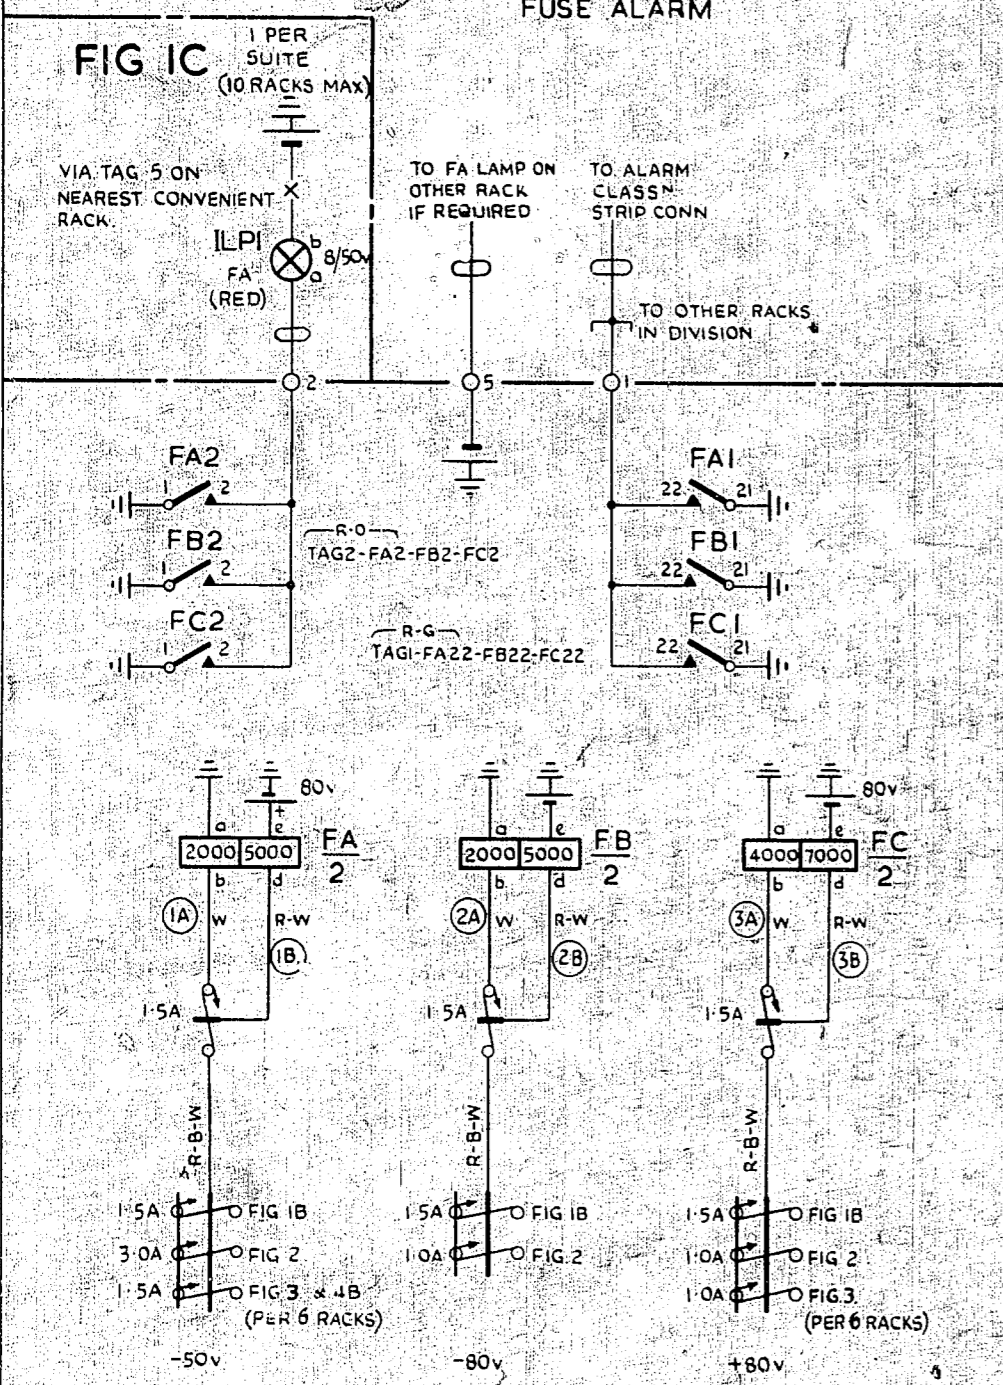 FUSE ALARM
FIG 1C
1 PER
SUITE
(10 RACKS MAX)
VIA TAG 5 ON
NEAREST CONVENIENT
RACK.
ILP1
FA
(RED)
b
a
8/50v
TO FA LAMP ON
OTHER RACK
IF REQUIRED
TO ALARM
CLASSN
STRIP CONN
TO OTHER RACKS
IN DIVISION
2
5
1
FA2
1 2
FB2
1 2
FC2
1 2
R-O
TAG2-FA2-FB2-FC2
R-G
TAG1-FA22-FB22-FC22
FA1
22 21
FB1
22 21
FC1
22 21
80v
+
a e
2000 5000
b d
FA
2
1A W R-W
1B
1.5A
R-B-W
1.5A FIG 1B
3.0A FIG 2
1.5A FIG.3 & 4B
(PER 6 RACKS)
-50v
a e
2000 5000
b d
FB
2
2A W R-W
2B
1.5A
R-B-W
1.5A FIG 1B
1.0A FIG.2
-80v
80v
a e
4000 7000
b d
FC
2
3A W R-W
3B
1.5A
R-B-W
1.5A FIG 1B
1.0A FIG 2
1.0A FIG.3.
(PER 6 RACKS)
+80v